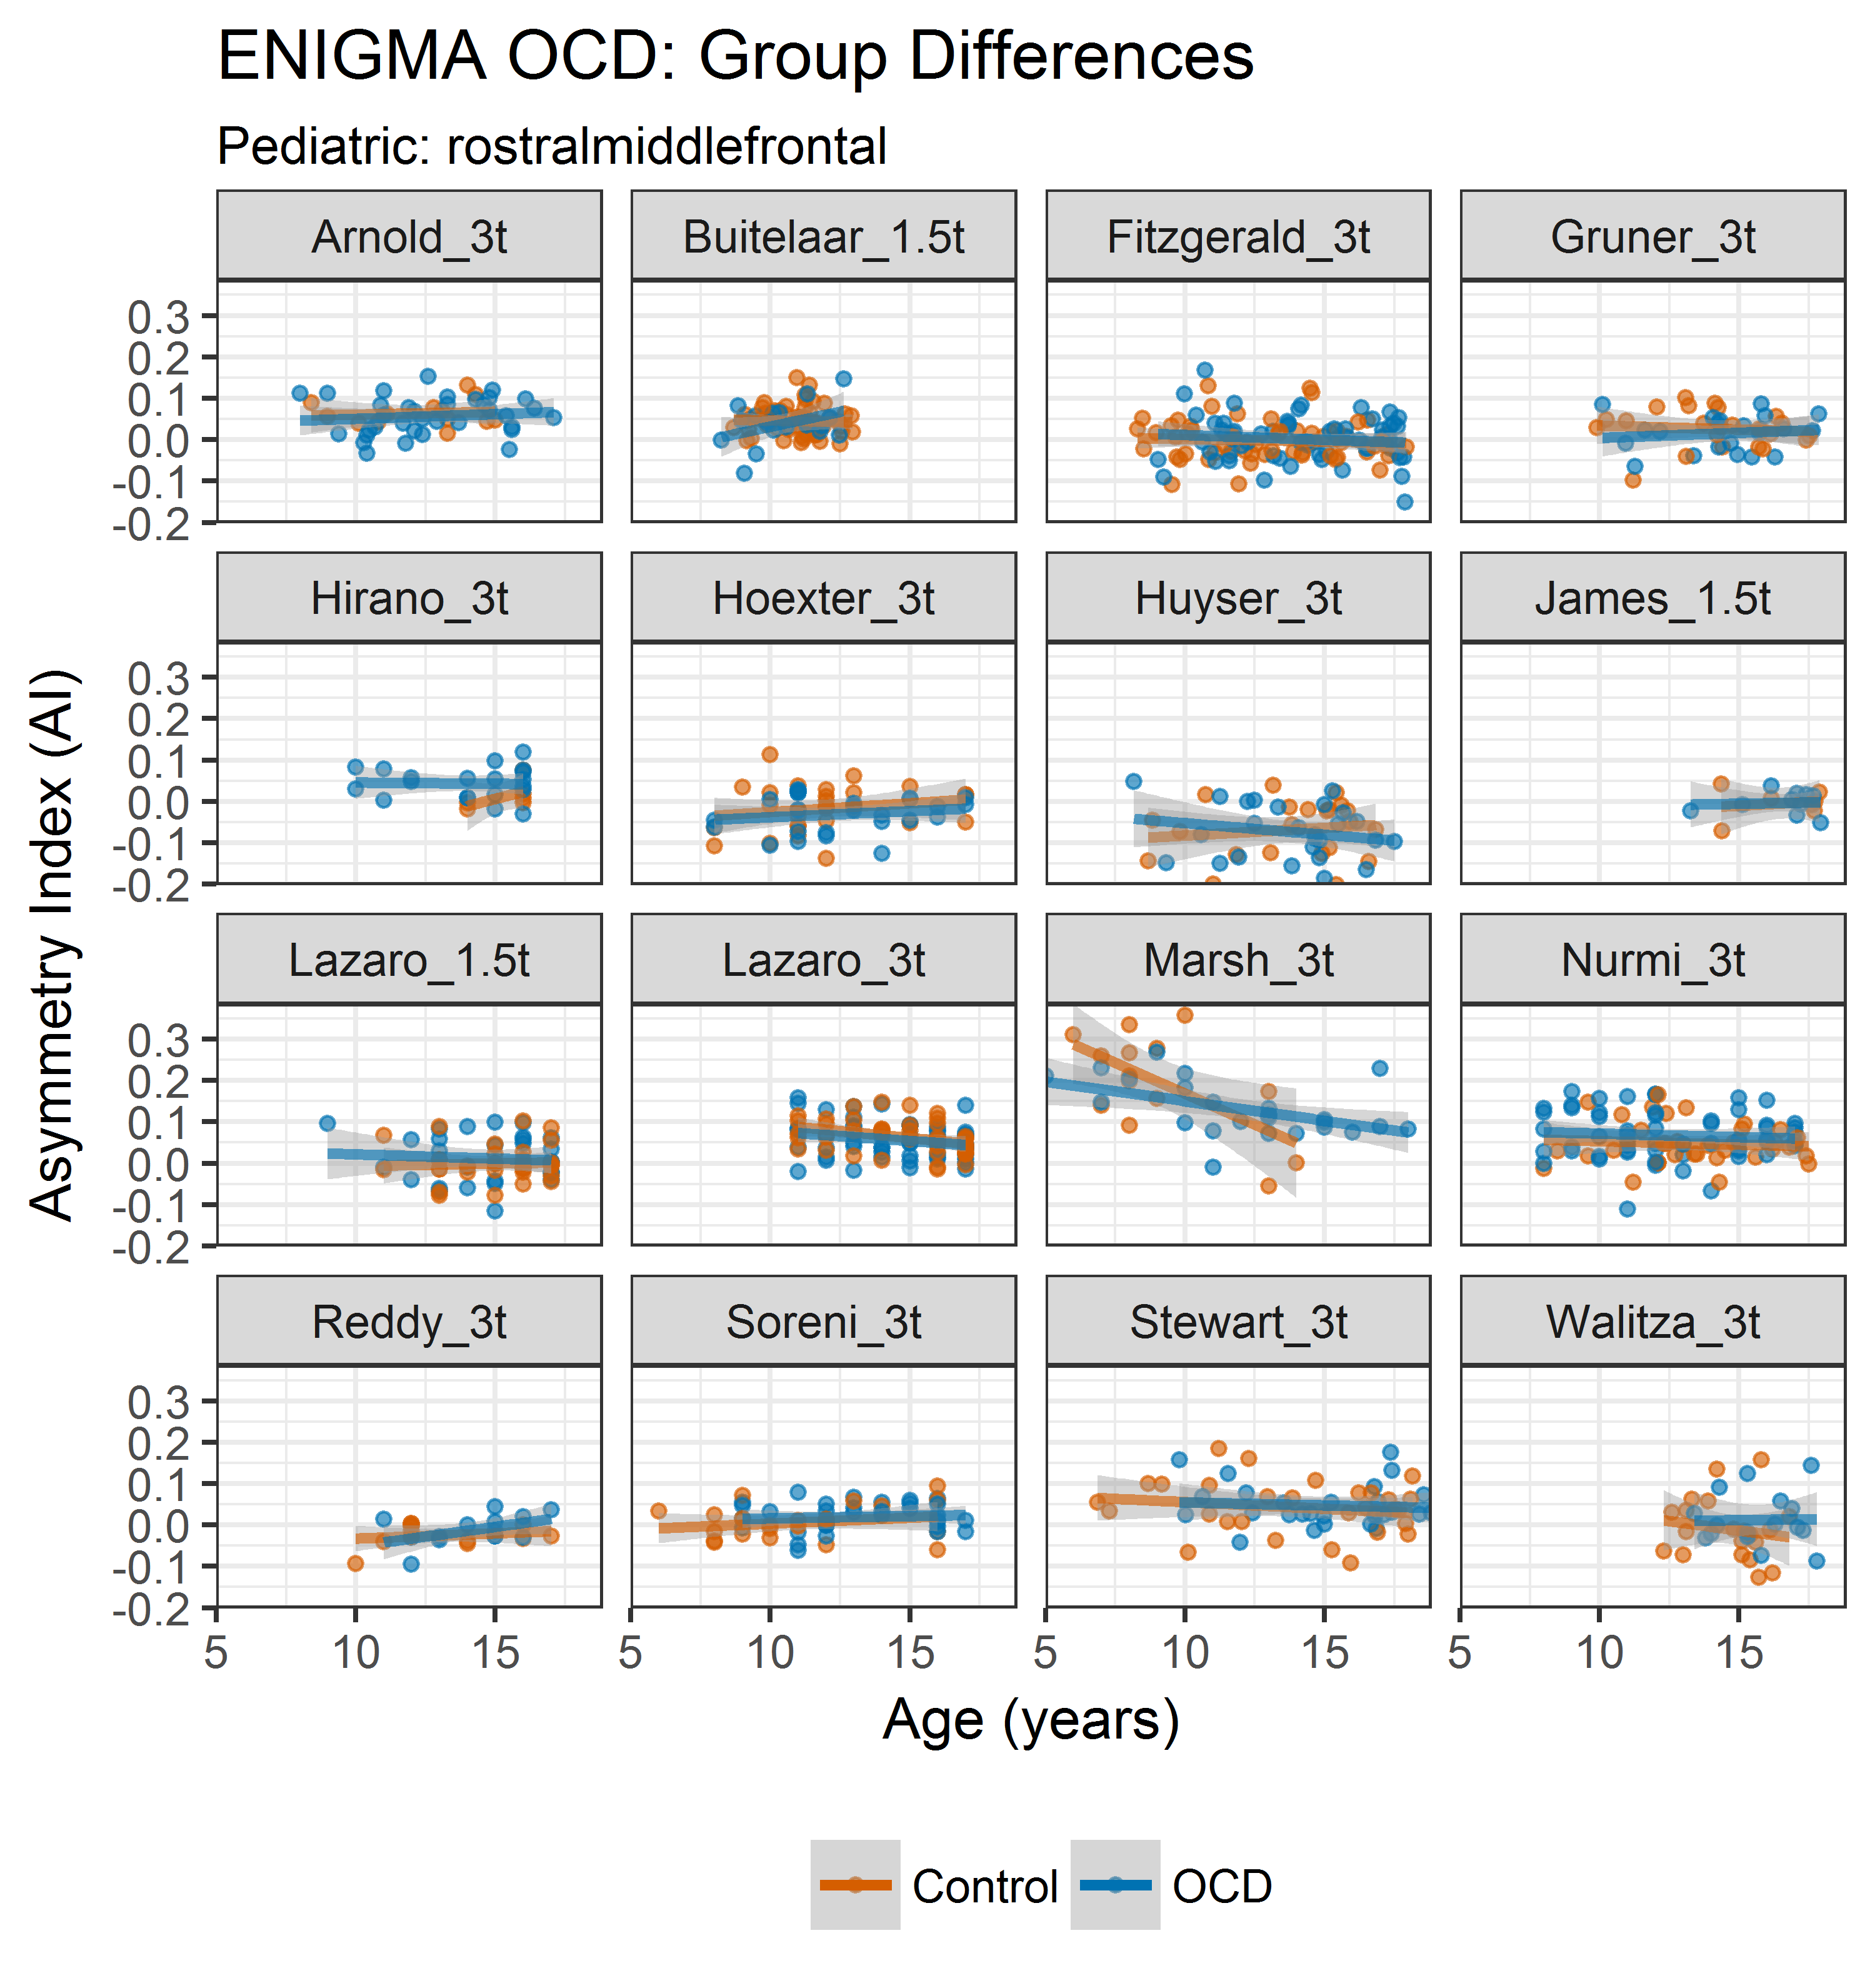 ENIGMA OCD: Group Differences
Pediatric: rostralmiddlefrontal
Arnold_3t Buitelaar_1.5t Fitzgerald_3t Gruner_3t
0.3
0.2
0.1
0.0
-0.1
-0.2
Hirano_3t Hoexter_3t Huyser_3t James_1.5t
0.3
0.2
0.1
0.0
-0.1
-0.2
Lazaro_1.5t Lazaro_3t Marsh_3t Nurmi_3t
0.3
0.2
0.1
0.0
-0.1
-0.2
Reddy_3t Soreni_3t Stewart_3t Walitza_3t
0.3
0.2
0.1
0.0
-0.1
-0.2
5 10 15 5 10 15 5 10 15 5 10 15
Asymmetry Index (AI)
Age (years)
Control OCD